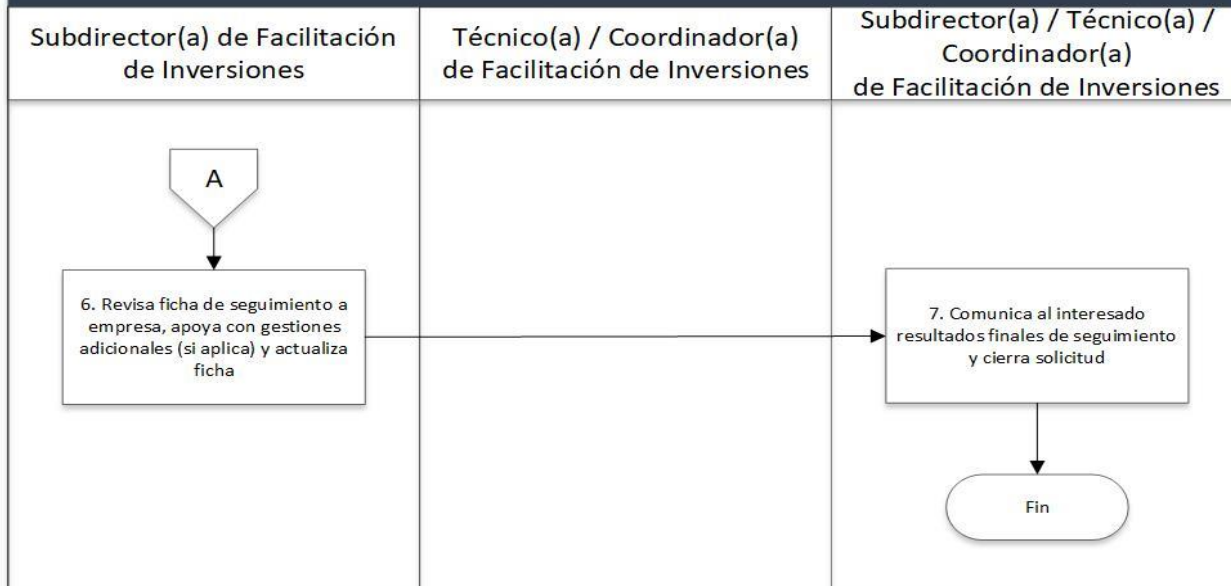 Subdirector(a) de Facilitación
de Inversiones
Técnico(a) / Coordinador(a)
de Facilitación de Inversiones
Subdirector(a) / Técnico(a) /
Coordinador(a)
de Facilitación de Inversiones
A
6. Revisa ficha de seguimiento a
empresa, apoya con gestiones
adicionales (si aplica) y actualiza
ficha
7. Comunica al interesado
resultados finales de seguimiento
y cierra solicitud
Fin